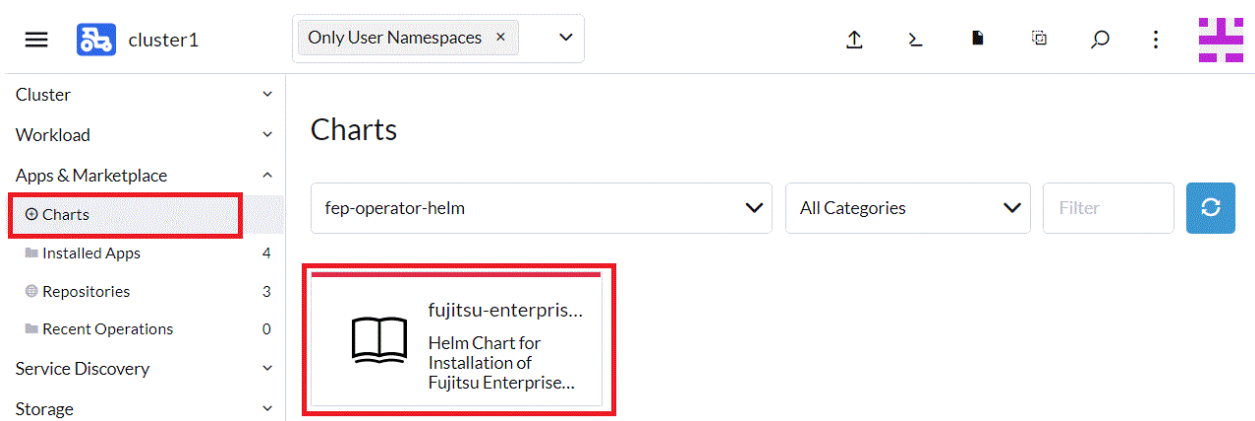 cluster1
Only User Namespaces ×
Cluster
Workload
Apps & Marketplace
Charts
Installed Apps 4
Repositories 3
Recent Operations 0
Service Discovery
Storage
Charts
fep-operator-helm
All Categories
Filter
fujitsu-enterpris...
Helm Chart for
Installation of
Fujitsu Enterprise...